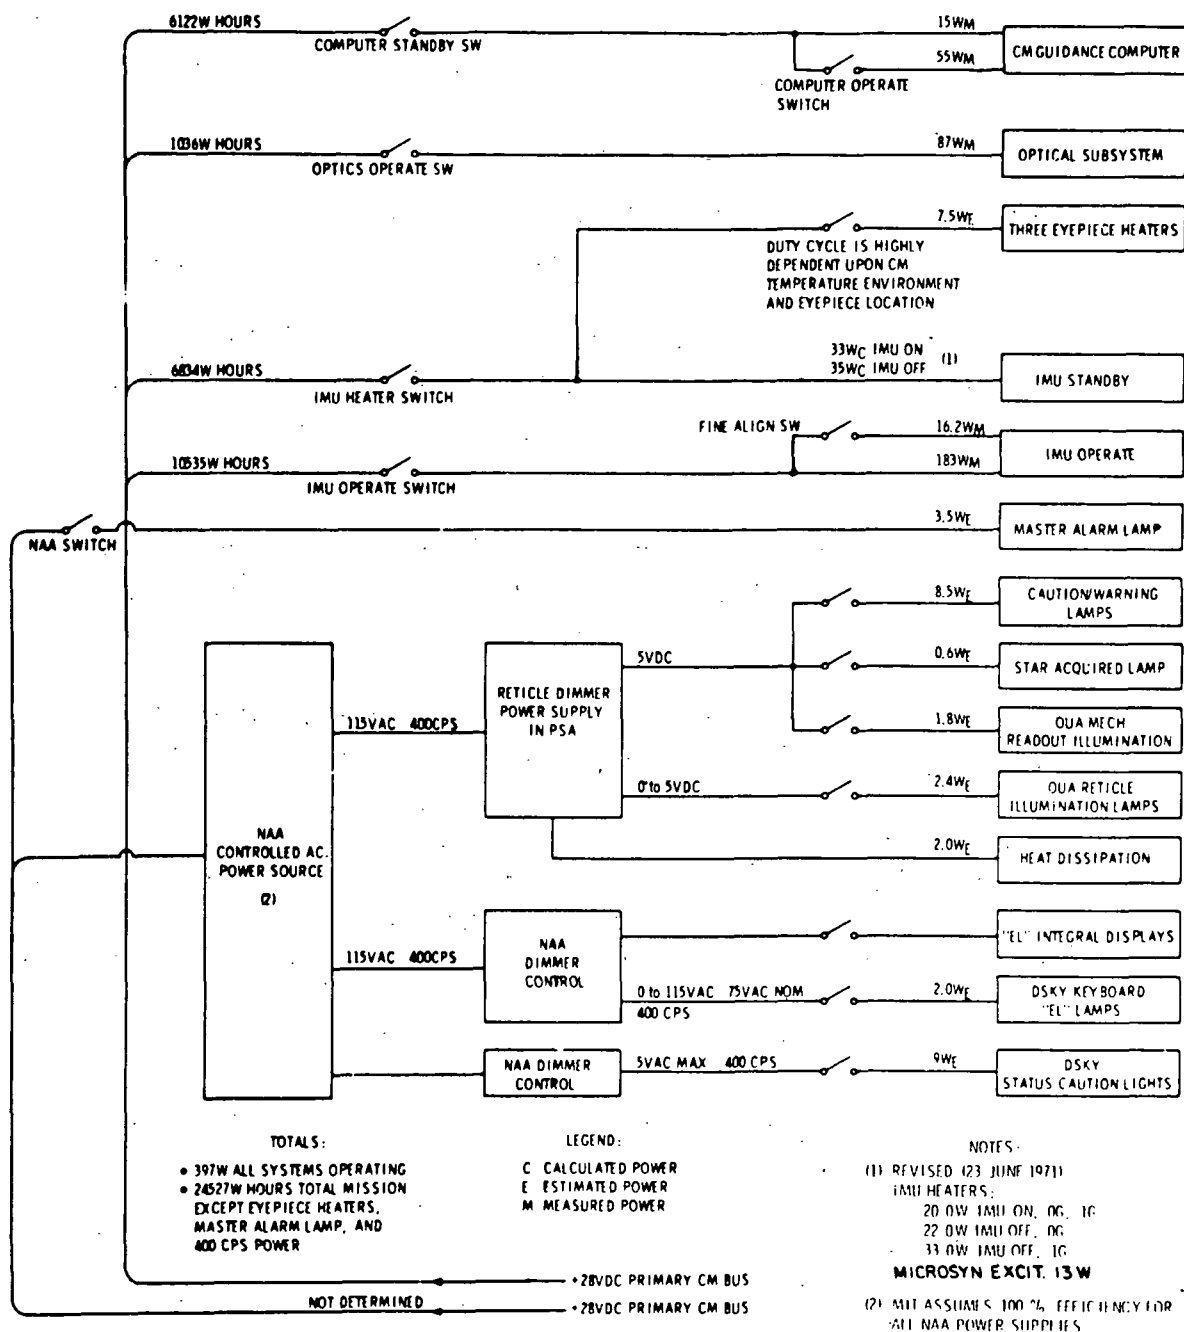 6122W HOURS
COMPUTER STANDBY SW
15WM
CM GUIDANCE COMPUTER
55WM
COMPUTER OPERATE
SWITCH
1036W HOURS
OPTICS OPERATE SW
87WM
OPTICAL SUBSYSTEM
7.5WE
THREE EYEPIECE HEATERS
DUTY CYCLE IS HIGHLY
DEPENDENT UPON CM
TEMPERATURE ENVIRONMENT
AND EYEPIECE LOCATION
6834W HOURS
IMU HEATER SWITCH
33WC IMU ON (1)
35WC IMU OFF
IMU STANDBY
FINE ALIGN SW
16.2WM
10535W HOURS
IMU OPERATE SWITCH
183WM
IMU OPERATE
NAA SWITCH
3.5WE
MASTER ALARM LAMP
8.5WE
CAUTION/WARNING
LAMPS
5VDC
0.6WE
STAR ACQUIRED LAMP
RETICLE DIMMER
POWER SUPPLY
IN PSA
115VAC 400CPS
1.8WE
OUA MECH
READOUT ILLUMINATION
0 to 5VDC
2.4WE
OUA RETICLE
ILLUMINATION LAMPS
NAA
CONTROLLED AC.
POWER SOURCE
(2)
2.0WE
HEAT DISSIPATION
115VAC 400CPS
NAA
DIMMER
CONTROL
"EL" INTEGRAL DISPLAYS
0 to 115VAC 75VAC NOM
400 CPS
2.0WE
DSKY KEYBOARD
"EL" LAMPS
NAA DIMMER
CONTROL
5VAC MAX 400 CPS
9WE
DSKY
STATUS CAUTION LIGHTS
TOTALS:
• 397W ALL SYSTEMS OPERATING
• 24527W HOURS TOTAL MISSION
EXCEPT EYEPIECE HEATERS,
MASTER ALARM LAMP, AND
400 CPS POWER
LEGEND:
C CALCULATED POWER
E ESTIMATED POWER
M MEASURED POWER
NOTES:
(1) REVISED (23 JUNE 1971)
IMU HEATERS:
20.0W IMU ON, 0G, 1G
22.0W IMU OFF, 0G
33.0W IMU OFF, 1G
MICROSYN EXCIT. 13W
(2) MIT ASSUMES 100 % EFFICIENCY FOR
ALL NAA POWER SUPPLIES
+28VDC PRIMARY CM BUS
NOT DETERMINED
+28VDC PRIMARY CM BUS